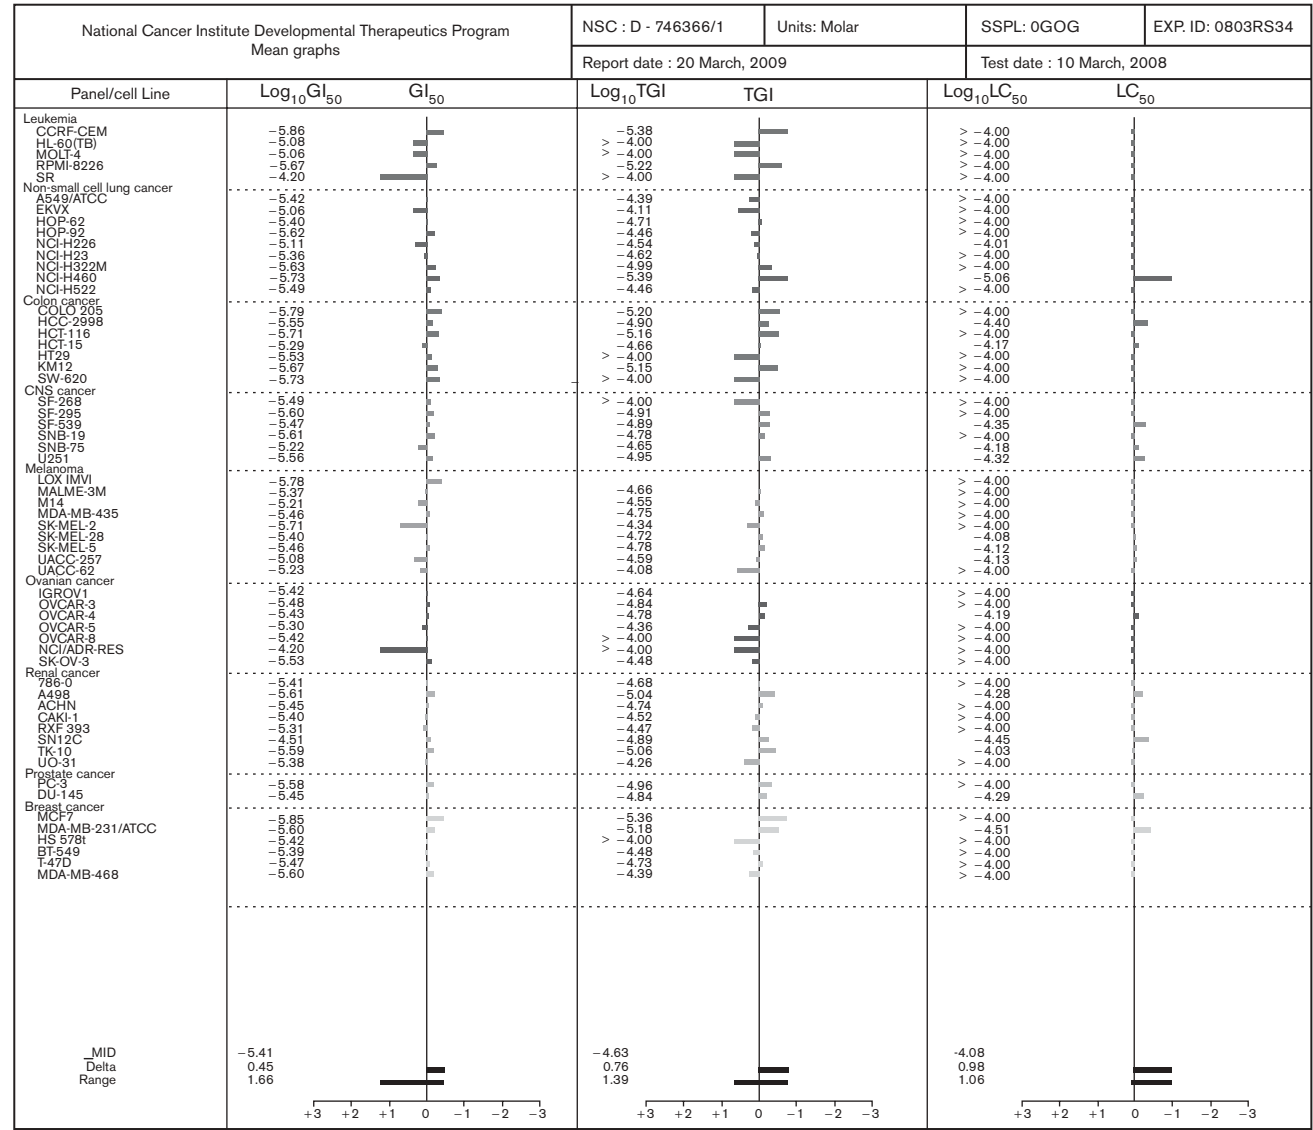 National Cancer Institute Developmental Therapeutics Program
Mean graphs
NSC : D - 746366/1 Units: Molar SSPL: 0GOG EXP. ID: 0803RS34
Report date : 20 March, 2009 Test date : 10 March, 2008
Panel/cell Line Log10GI50 GI50 Log10TGI TGI Log10LC50 LC50
Leukemia
CCRF-CEM −5.86 −5.38 > −4.00
HL-60(TB) −5.08 > −4.00 > −4.00
MOLT-4 −5.06 > −4.00 > −4.00
RPMI-8226 −5.67 −5.22 > −4.00
SR −4.20 > −4.00 > −4.00
Non-small cell lung cancer
A549/ATCC −5.42 −4.39 > −4.00
EKVX −5.06 −4.11 > −4.00
HOP-62 −5.40 −4.71 > −4.00
HOP-92 −5.62 −4.46 > −4.00
NCI-H226 −5.11 −4.54 −4.01
NCI-H23 −5.36 −4.62 > −4.00
NCI-H322M −5.63 −4.99 > −4.00
NCI-H460 −5.73 −5.39 −5.06
NCI-H522 −5.49 −4.46 > −4.00
Colon cancer
COLO 205 −5.79 −5.20 > −4.00
HCC-2998 −5.55 −4.90 −4.40
HCT-116 −5.71 −5.16 > −4.00
HCT-15 −5.29 −4.66 −4.17
HT29 −5.53 > −4.00 > −4.00
KM12 −5.67 −5.15 > −4.00
SW-620 −5.73 > −4.00 > −4.00
CNS cancer
SF-268 −5.49 > −4.00 > −4.00
SF-295 −5.60 −4.91 > −4.00
SF-539 −5.47 −4.89 −4.35
SNB-19 −5.61 −4.78 > −4.00
SNB-75 −5.22 −4.65 −4.18
U251 −5.56 −4.95 −4.32
Melanoma
LOX IMVI −5.78 > −4.00
MALME-3M −5.37 −4.66 > −4.00
M14 −5.21 −4.55 > −4.00
MDA-MB-435 −5.46 −4.75 > −4.00
SK-MEL-2 −5.71 −4.34 > −4.00
SK-MEL-28 −5.40 −4.72 −4.08
SK-MEL-5 −5.46 −4.78 −4.12
UACC-257 −5.08 −4.59 −4.13
UACC-62 −5.23 −4.08 > −4.00
Ovanian cancer
IGROV1 −5.42 −4.64 > −4.00
OVCAR-3 −5.48 −4.84 > −4.00
OVCAR-4 −5.43 −4.78 −4.19
OVCAR-5 −5.30 −4.36 > −4.00
OVCAR-8 −5.42 > −4.00 > −4.00
NCI/ADR-RES −4.20 > −4.00 > −4.00
SK-OV-3 −5.53 −4.48 > −4.00
Renal cancer
786-0 −5.41 −4.68 > −4.00
A498 −5.61 −5.04 −4.28
ACHN −5.45 −4.74 > −4.00
CAKI-1 −5.40 −4.52 > −4.00
RXF 393 −5.31 −4.47 > −4.00
SN12C −4.51 −4.89 −4.45
TK-10 −5.59 −5.06 −4.03
UO-31 −5.38 −4.26 > −4.00
Prostate cancer
PC-3 −5.58 −4.96 > −4.00
DU-145 −5.45 −4.84 −4.29
Breast cancer
MCF7 −5.85 −5.36 > −4.00
MDA-MB-231/ATCC −5.60 −5.18 −4.51
HS 578t −5.42 > −4.00 > −4.00
BT-549 −5.39 −4.48 > −4.00
T-47D −5.47 −4.73 > −4.00
MDA-MB-468 −5.60 −4.39 > −4.00
_MID −5.41 −4.63 -4.08
Delta 0.45 0.76 0.98
Range 1.66 1.39 1.06
+3 +2 +1 0 −1 −2 −3 +3 +2 +1 0 −1 −2 −3 +3 +2 +1 0 −1 −2 −3